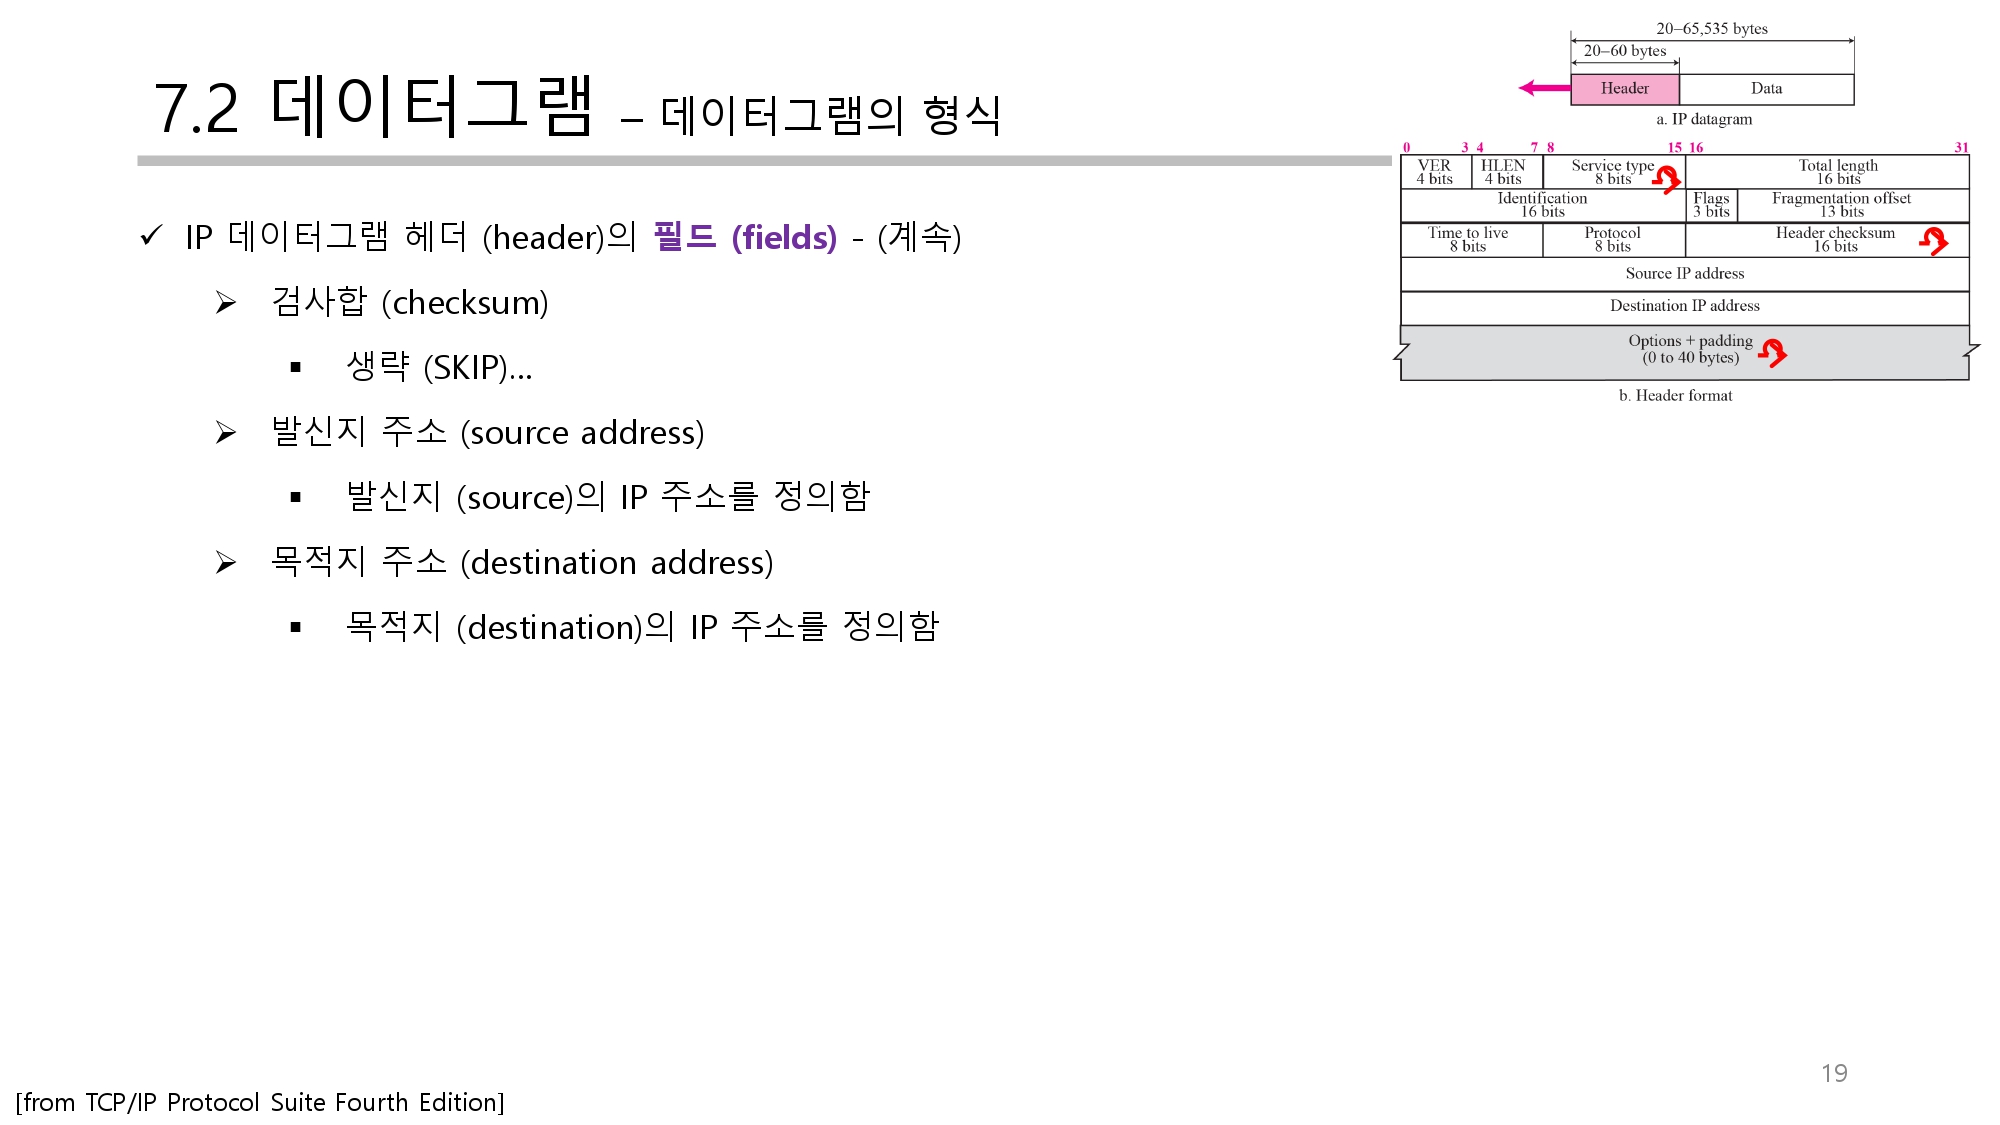 7.2 데이터그램 – 데이터그램의 형식
✓ IP 데이터그램 헤더 (header)의 필드 (fields) - (계속)
➢ 검사합 (checksum)
▪ 생략 (SKIP)...
➢ 발신지 주소 (source address)
▪ 발신지 (source)의 IP 주소를 정의함
➢ 목적지 주소 (destination address)
▪ 목적지 (destination)의 IP 주소를 정의함
20–65,535 bytes
20–60 bytes
Header Data
a. IP datagram
0 3 4 7 8 15 16 31
VER HLEN Service type Total length
4 bits 4 bits 8 bits 16 bits
Identification Flags Fragmentation offset
16 bits 3 bits 13 bits
Time to live Protocol Header checksum
8 bits 8 bits 16 bits
Source IP address
Destination IP address
Options + padding
(0 to 40 bytes)
b. Header format
19
[from TCP/IP Protocol Suite Fourth Edition]